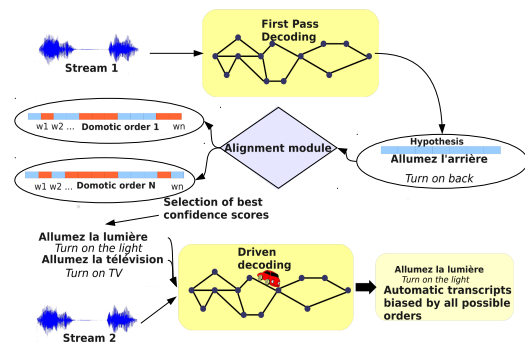 First Pass
Decoding
Stream 1
Hypothesis
Allumez l'arrière
Turn on back
Alignment module
w1 w2 ... Domotic order 1 wn
w1 w2 ... Domotic order N wn
Selection of best
confidence scores
Allumez la lumière
Turn on the light
Allumez la télévision
Turn on TV
Driven
decoding
Stream 2
Allumez la lumière
Turn on the light
Automatic transcripts
biased by all possible
orders